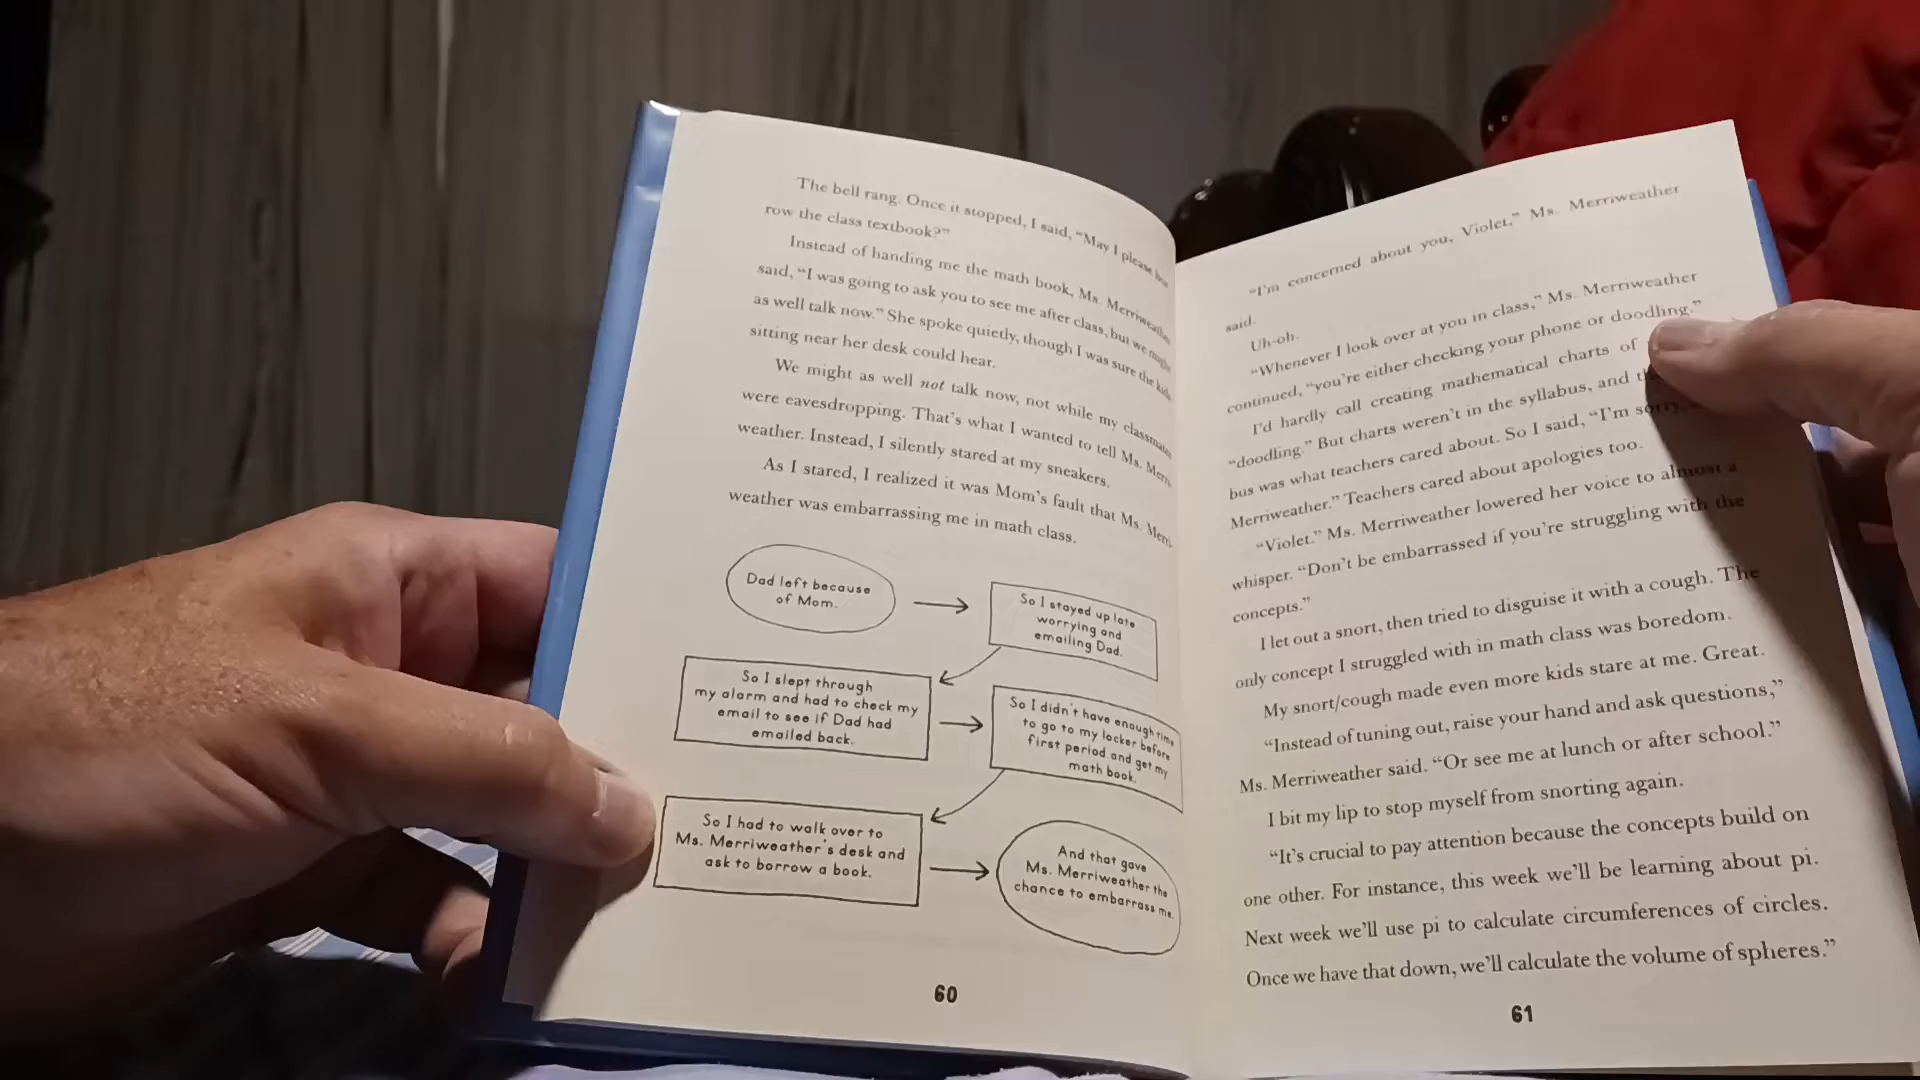 The bell rang. Once it stopped, I said, “May I please bor-
row the class textbook?”
Instead of handing me the math book, Ms. Merriweather
said, “I was going to ask you to see me after class, but we might
as well talk now.” She spoke quietly, though I was sure the kids
sitting near her desk could hear.
We might as well not talk now, not while my classmates
were eavesdropping. That’s what I wanted to tell Ms. Merri-
weather. Instead, I silently stared at my sneakers.
As I stared, I realized it was Mom’s fault that Ms. Merri-
weather was embarrassing me in math class.
Dad left because
of Mom.
So I stayed up late
worrying and
emailing Dad.
So I slept through
my alarm and had to check my
email to see if Dad had
emailed back.
So I didn’t have enough time
to go to my locker before
first period and get my
math book.
So I had to walk over to
Ms. Merriweather’s desk and
ask to borrow a book.
And that gave
Ms. Merriweather the
chance to embarrass me.
60
“I’m concerned about you, Violet,” Ms. Merriweather
said.
Uh-oh.
“Whenever I look over at you in class,” Ms. Merriweather
continued, “you’re either checking your phone or doodling.”
I’d hardly call creating mathematical charts of
“doodling.” But charts weren’t in the syllabus, and
bus was what teachers cared about. So I said, “I’m sorry,
Merriweather.” Teachers cared about apologies too.
“Violet.” Ms. Merriweather lowered her voice to almost a
whisper. “Don’t be embarrassed if you’re struggling with the
concepts.”
I let out a snort, then tried to disguise it with a cough. The
only concept I struggled with in math class was boredom.
My snort/cough made even more kids stare at me. Great.
“Instead of tuning out, raise your hand and ask questions,”
Ms. Merriweather said. “Or see me at lunch or after school.”
I bit my lip to stop myself from snorting again.
“It’s crucial to pay attention because the concepts build on
one other. For instance, this week we’ll be learning about pi.
Next week we’ll use pi to calculate circumferences of circles.
Once we have that down, we’ll calculate the volume of spheres.”
61